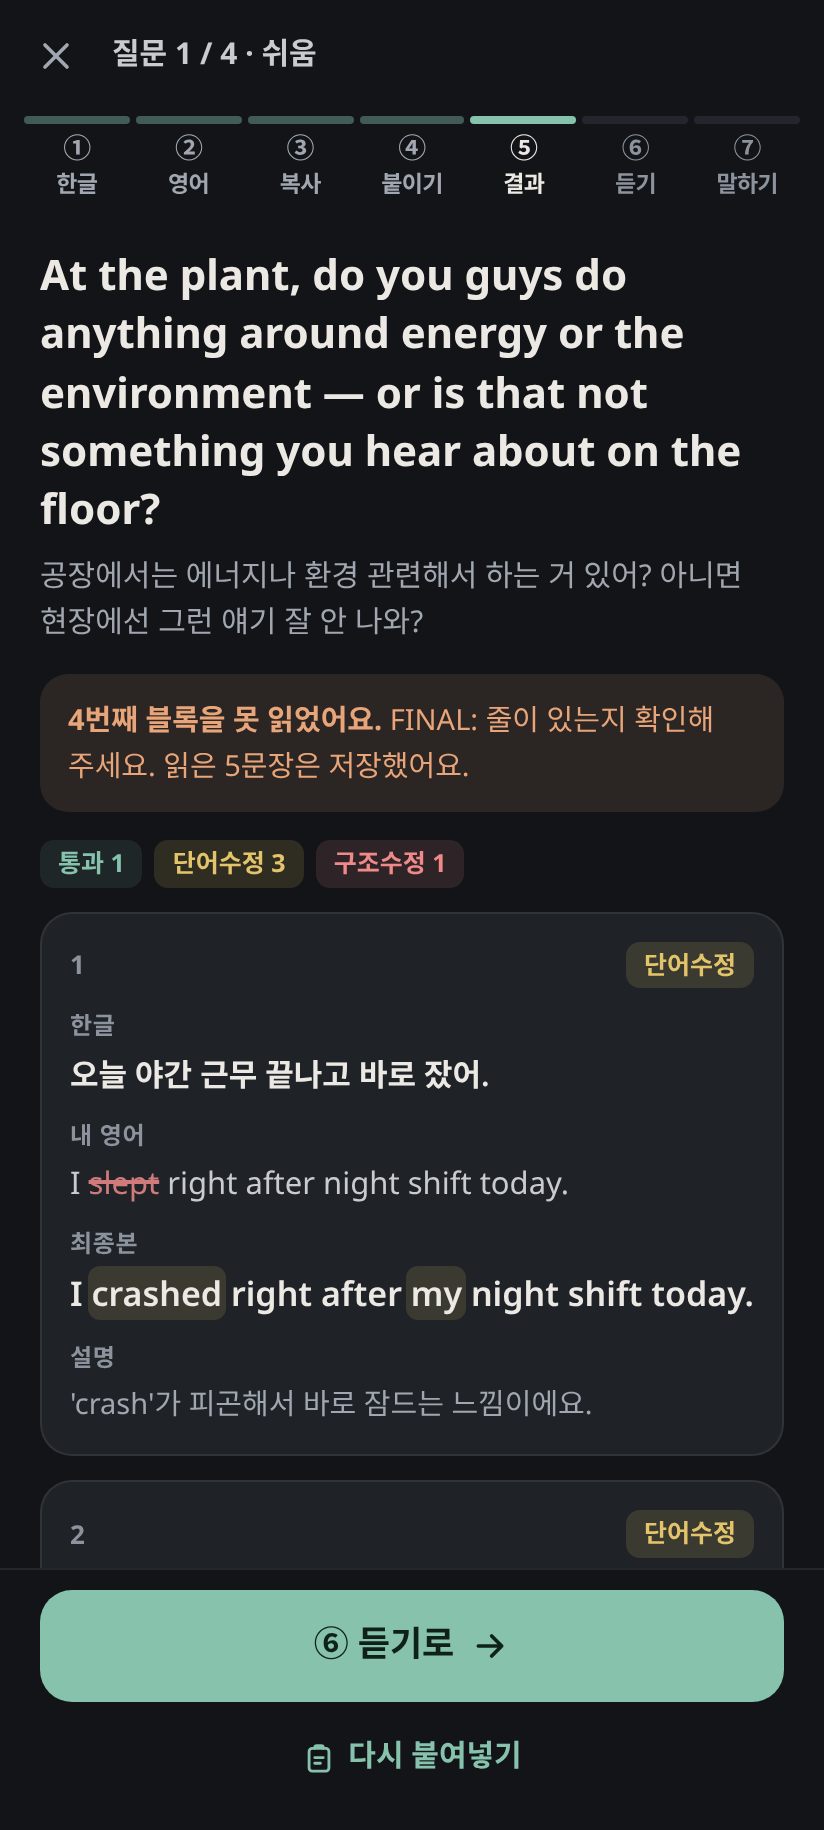 질문 1 / 4 · 쉬움
① ② ③ ④ ⑤ ⑥ ⑦
한글 영어 복사 붙이기 결과 듣기 말하기
At the plant, do you guys do
anything around energy or the
environment — or is that not
something you hear about on the
floor?
공장에서는 에너지나 환경 관련해서 하는 거 있어? 아니면
현장에선 그런 얘기 잘 안 나와?
4번째 블록을 못 읽었어요. FINAL: 줄이 있는지 확인해
주세요. 읽은 5문장은 저장했어요.
통과 1 단어수정 3 구조수정 1
1 단어수정
한글
오늘 야간 근무 끝나고 바로 잤어.
내 영어
I slept right after night shift today.
최종본
I crashed right after my night shift today.
설명
'crash'가 피곤해서 바로 잠드는 느낌이에요.
2 단어수정
⑥ 듣기로 →
다시 붙여넣기